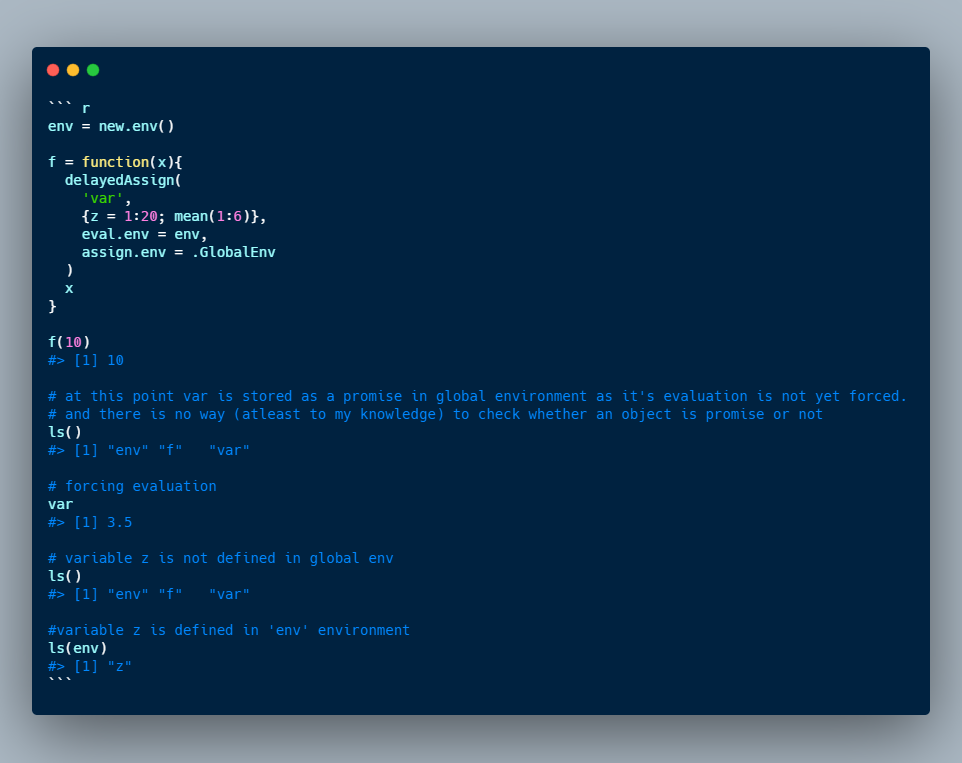 ``` r
env = new.env()
f = function(x){
  delayedAssign(
    'var',
    {z = 1:20; mean(1:6)},
    eval.env = env,
    assign.env = .GlobalEnv
  )
  x
}
f(10)
#> [1] 10
# at this point var is stored as a promise in global environment as it's evaluation is not yet forced.
# and there is no way (atleast to my knowledge) to check whether an object is promise or not
ls()
#> [1] "env" "f"   "var"
# forcing evaluation
var
#> [1] 3.5
# variable z is not defined in global env
ls()
#> [1] "env" "f"   "var"
#variable z is defined in 'env' environment
ls(env)
#> [1] "z"
```